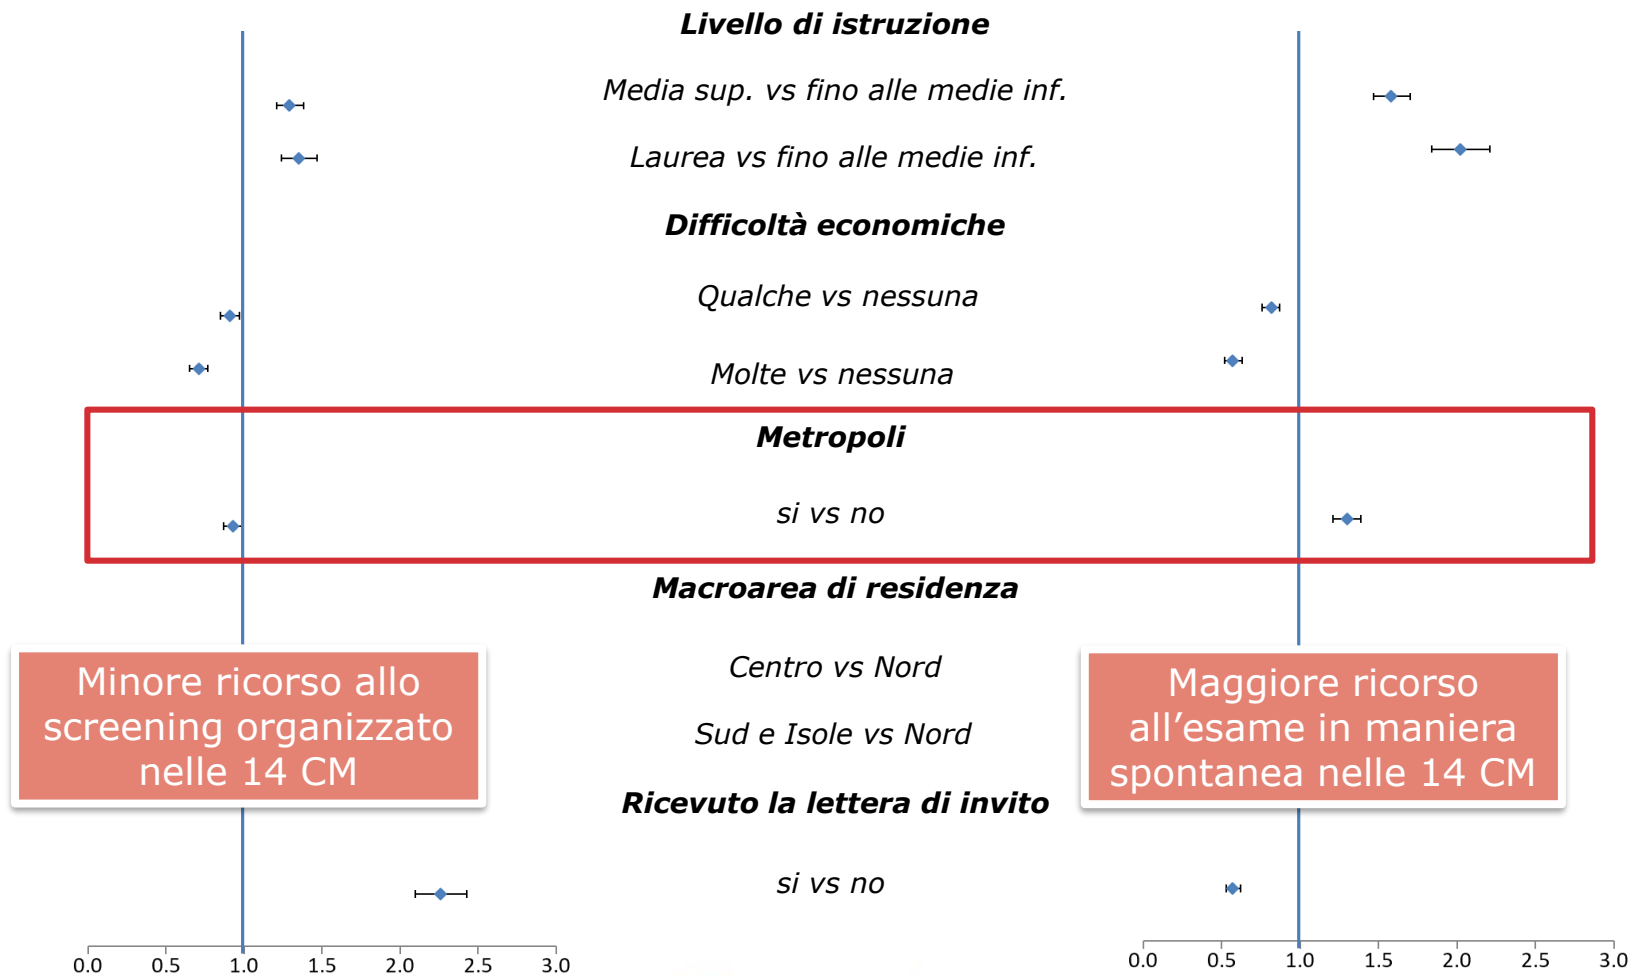 Livello di istruzione
Media sup. vs fino alle medie inf.
Laurea vs fino alle medie inf.
Difficoltà economiche
Qualche vs nessuna
Molte vs nessuna
Metropoli
si vs no
Macroarea di residenza
Centro vs Nord
Sud e Isole vs Nord
Ricevuto la lettera di invito
si vs no
Minore ricorso allo
screening organizzato
nelle 14 CM
Maggiore ricorso
all’esame in maniera
spontanea nelle 14 CM
0.0 0.5 1.0 1.5 2.0 2.5 3.0
0.0 0.5 1.0 1.5 2.0 2.5 3.0